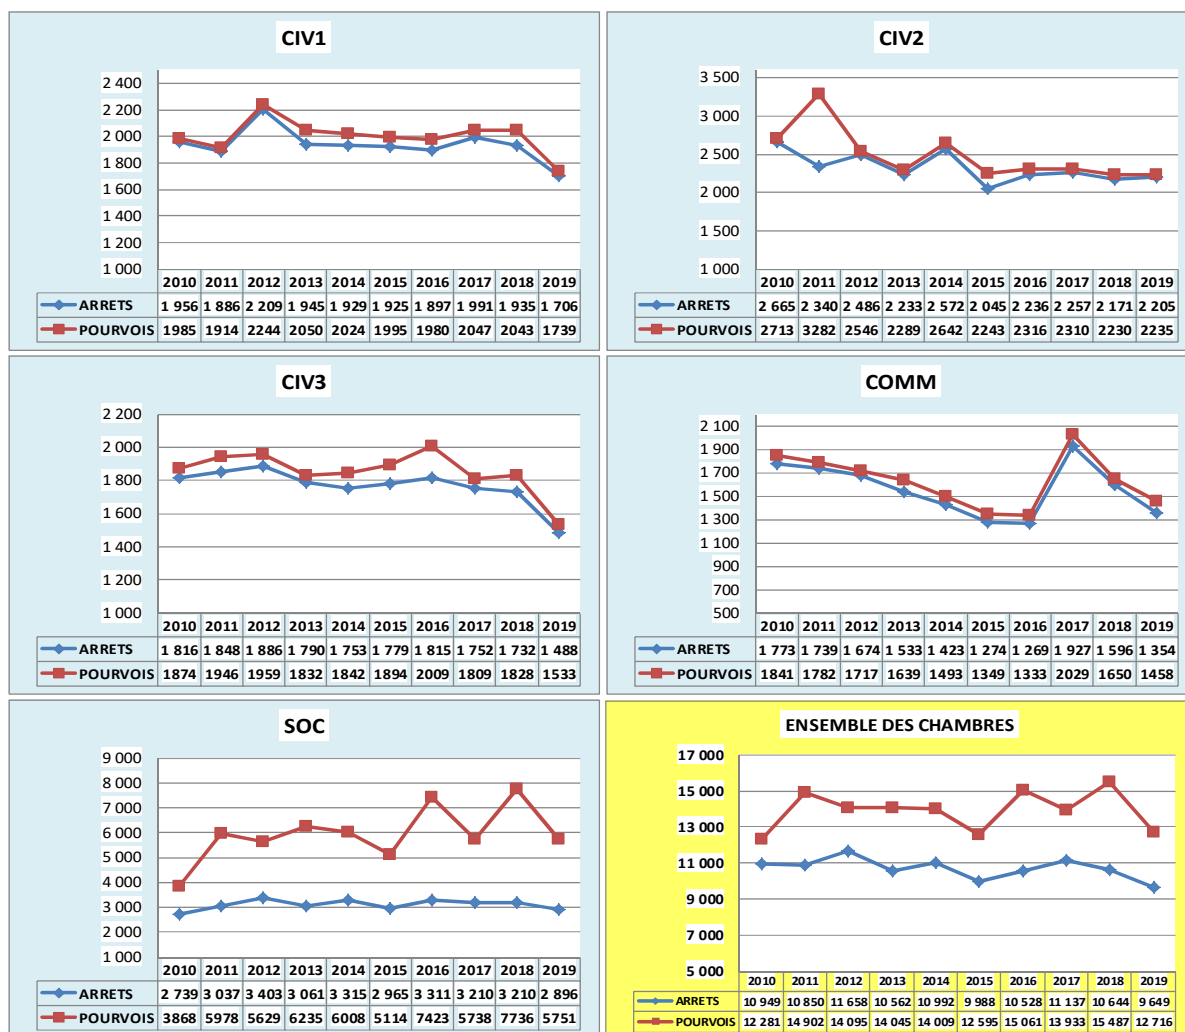 CIV1
2 400
2 200
2 000
1 800
1 600
1 400
1 200
1 000
2010 2011 2012 2013 2014 2015 2016 2017 2018 2019
ARRETS 1 956 1 886 2 209 1 945 1 929 1 925 1 897 1 991 1 935 1 706
POURVOIS 1985 1914 2244 2050 2024 1995 1980 2047 2043 1739
CIV2
3 500
3 000
2 500
2 000
1 500
1 000
2010 2011 2012 2013 2014 2015 2016 2017 2018 2019
ARRETS 2 665 2 340 2 486 2 233 2 572 2 045 2 236 2 257 2 171 2 205
POURVOIS 2713 3282 2546 2289 2642 2243 2316 2310 2230 2235
CIV3
2 200
2 000
1 800
1 600
1 400
1 200
1 000
2010 2011 2012 2013 2014 2015 2016 2017 2018 2019
ARRETS 1 816 1 848 1 886 1 790 1 753 1 779 1 815 1 752 1 732 1 488
POURVOIS 1874 1946 1959 1832 1842 1894 2009 1809 1828 1533
COMM
2 100
1 900
1 700
1 500
1 300
1 100
900
700
500
2010 2011 2012 2013 2014 2015 2016 2017 2018 2019
ARRETS 1 773 1 739 1 674 1 533 1 423 1 274 1 269 1 927 1 596 1 354
POURVOIS 1841 1782 1717 1639 1493 1349 1333 2029 1650 1458
SOC
9 000
8 000
7 000
6 000
5 000
4 000
3 000
2 000
1 000
2010 2011 2012 2013 2014 2015 2016 2017 2018 2019
ARRETS 2 739 3 037 3 403 3 061 3 315 2 965 3 311 3 210 3 210 2 896
POURVOIS 3868 5978 5629 6235 6008 5114 7423 5738 7736 5751
ENSEMBLE DES CHAMBRES
17 000
15 000
13 000
11 000
9 000
7 000
5 000
2010 2011 2012 2013 2014 2015 2016 2017 2018 2019
ARRETS 10 949 10 850 11 658 10 562 10 992 9 988 10 528 11 137 10 644 9 649
POURVOIS 12 281 14 902 14 095 14 045 14 009 12 595 15 061 13 933 15 487 12 716